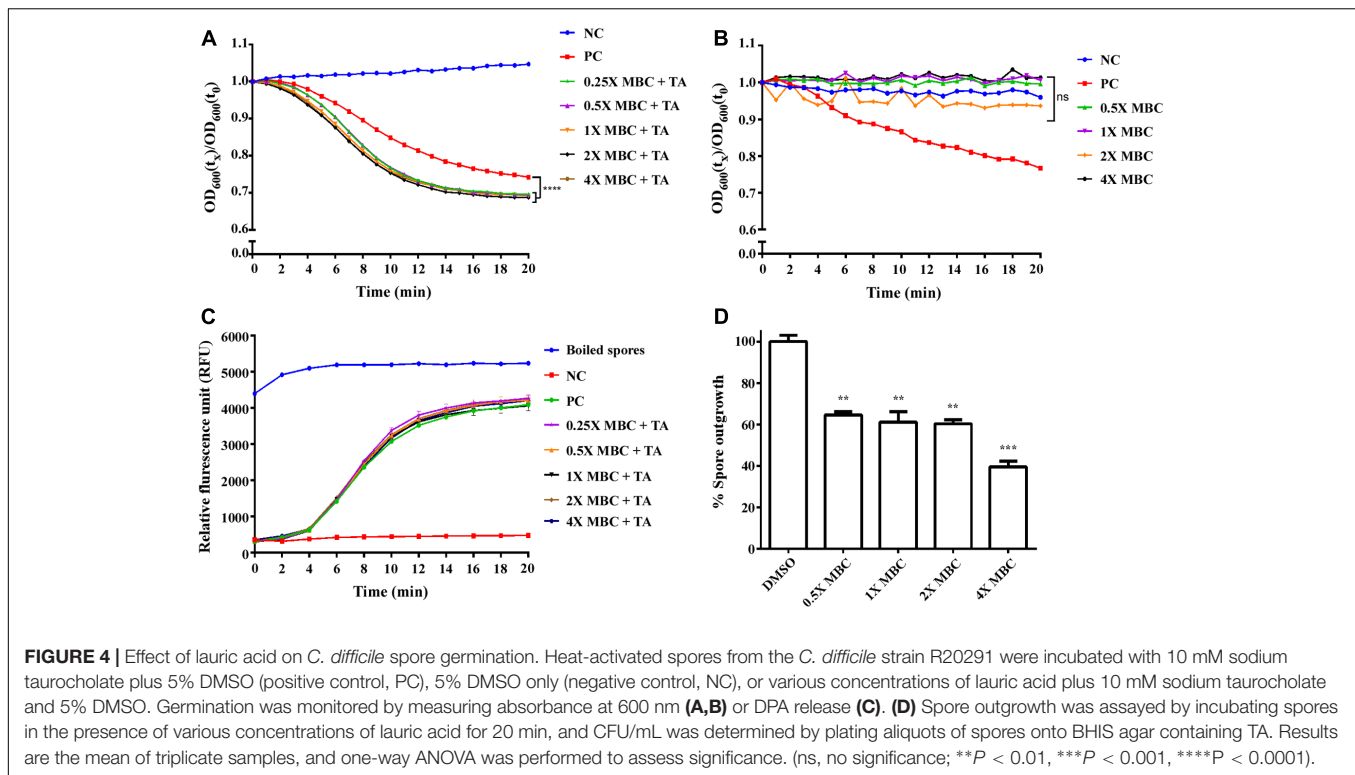 A
1.1
1.0
0.9
0.8
0.7
0.6
0.0
OD600(tx)/OD600(t0)
0 2 4 6 8 10 12 14 16 18 20
Time (min)
****
NC
PC
0.25X MBC + TA
0.5X MBC + TA
1X MBC + TA
2X MBC + TA
4X MBC + TA
B
1.1
1.0
0.9
0.8
0.7
0.6
0.0
OD600(tx)/OD600(t0)
0 2 4 6 8 10 12 14 16 18 20
Time (min)
ns
NC
PC
0.5X MBC
1X MBC
2X MBC
4X MBC
C
6000
5000
4000
3000
2000
1000
0
Relative flurescence unit (RFU)
0 2 4 6 8 10 12 14 16 18 20
Time (min)
Boiled spores
NC
PC
0.25X MBC + TA
0.5X MBC + TA
1X MBC + TA
2X MBC + TA
4X MBC + TA
D
100
80
60
40
20
0
% Spore outgrowth
** ** ** ***
DMSO
0.5X MBC
1X MBC
2X MBC
4X MBC
FIGURE 4 | Effect of lauric acid on C. difficile spore germination. Heat-activated spores from the C. difficile strain R20291 were incubated with 10 mM sodium
taurocholate plus 5% DMSO (positive control, PC), 5% DMSO only (negative control, NC), or various concentrations of lauric acid plus 10 mM sodium taurocholate
and 5% DMSO. Germination was monitored by measuring absorbance at 600 nm (A,B) or DPA release (C). (D) Spore outgrowth was assayed by incubating spores
in the presence of various concentrations of lauric acid for 20 min, and CFU/mL was determined by plating aliquots of spores onto BHIS agar containing TA. Results
are the mean of triplicate samples, and one-way ANOVA was performed to assess significance. (ns, no significance; **P < 0.01, ***P < 0.001, ****P < 0.0001).